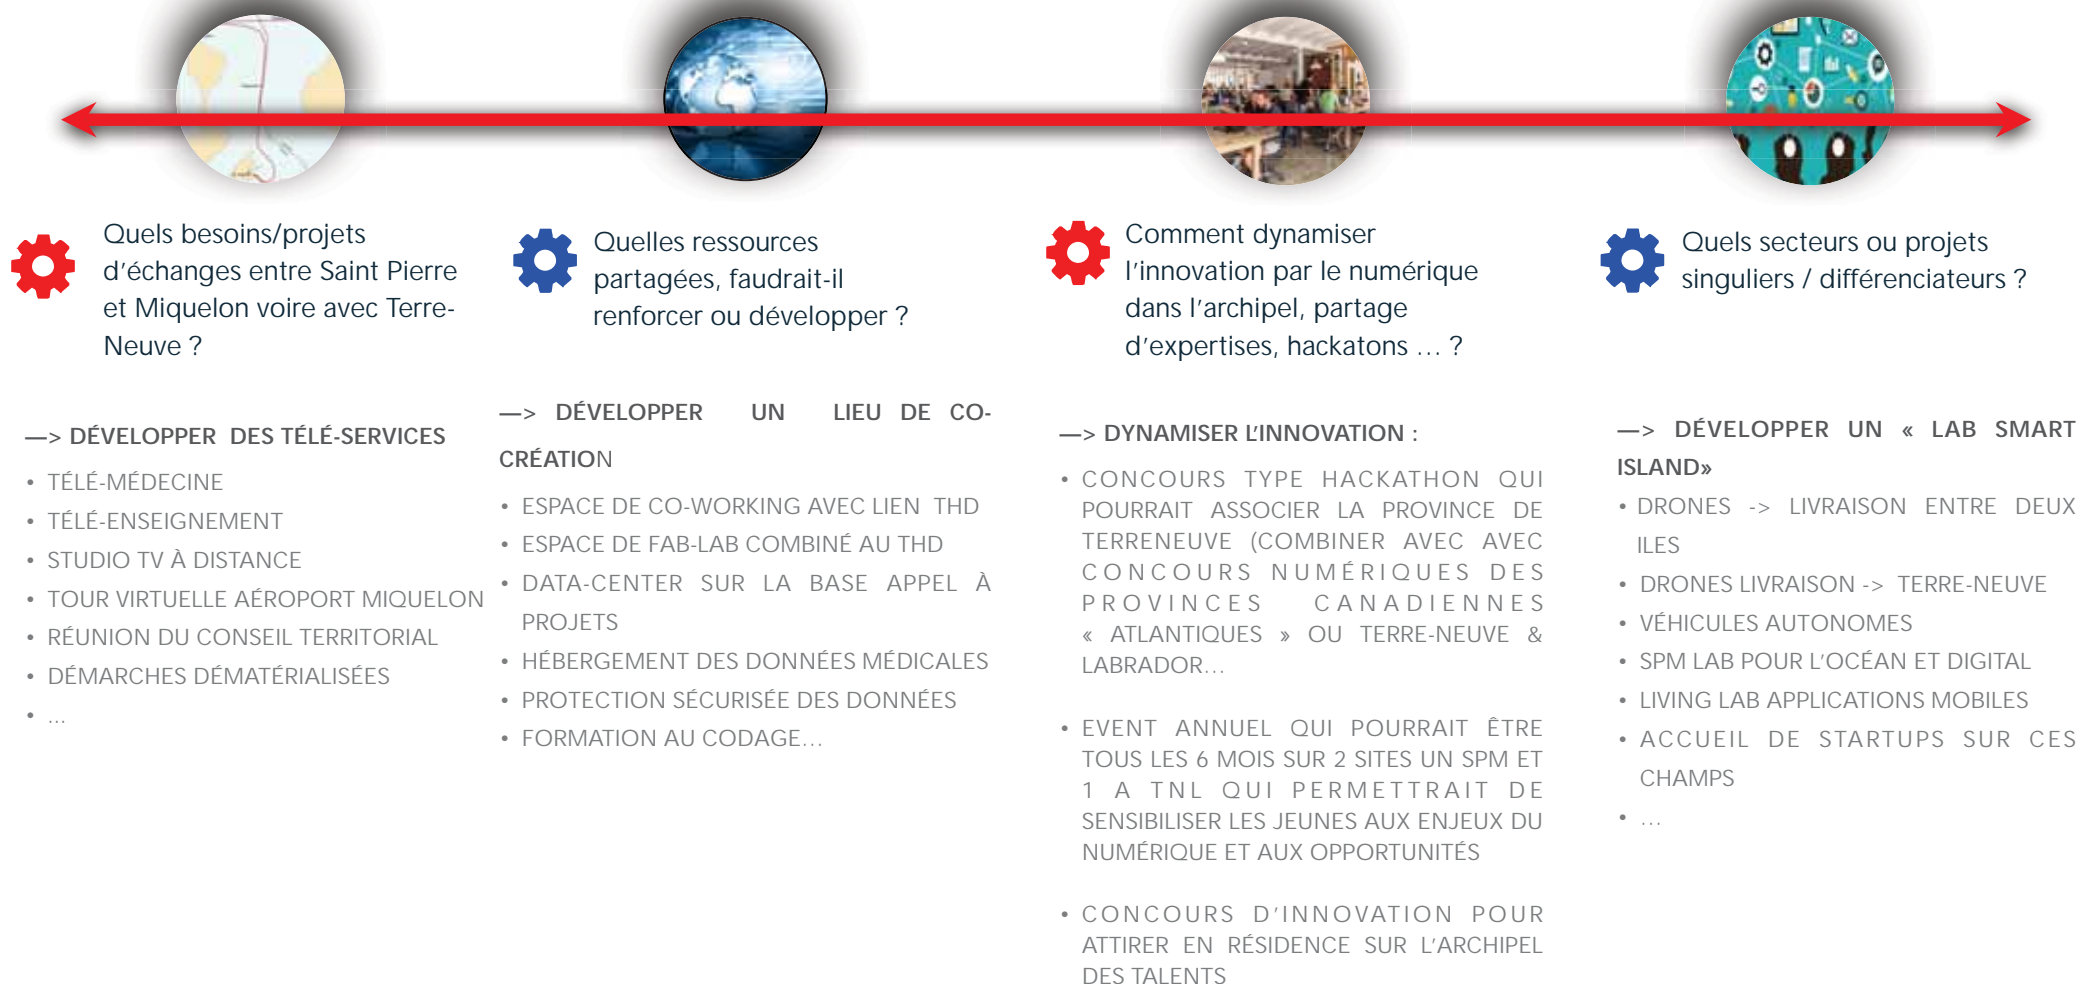 Quels besoins/projets
d'échanges entre Saint Pierre
et Miquelon voire avec Terre-
Neuve ?
—> DÉVELOPPER DES TÉLÉ-SERVICES
• TÉLÉ-MÉDECINE
• TÉLÉ-ENSEIGNEMENT
• STUDIO TV À DISTANCE
• TOUR VIRTUELLE AÉROPORT MIQUELON
• RÉUNION DU CONSEIL TERRITORIAL
• DÉMARCHES DÉMATÉRIALISÉES
• ...
Quelles ressources
partagées, faudrait-il
renforcer ou développer ?
—> DÉVELOPPER UN LIEU DE CO-
CRÉATION
• ESPACE DE CO-WORKING AVEC LIEN THD
• ESPACE DE FAB-LAB COMBINÉ AU THD
• DATA-CENTER SUR LA BASE APPEL À
PROJETS
• HÉBERGEMENT DES DONNÉES MÉDICALES
• PROTECTION SÉCURISÉE DES DONNÉES
• FORMATION AU CODAGE…
Comment dynamiser
l'innovation par le numérique
dans l'archipel, partage
d'expertises, hackatons … ?
—> DYNAMISER L'INNOVATION :
• CONCOURS TYPE HACKATHON QUI
POURRAIT ASSOCIER LA PROVINCE DE
TERRENEUVE (COMBINER AVEC AVEC
CONCOURS NUMÉRIQUES DES
PROVINCES CANADIENNES
« ATLANTIQUES » OU TERRE-NEUVE &
LABRADOR…
• EVENT ANNUEL QUI POURRAIT ÊTRE
TOUS LES 6 MOIS SUR 2 SITES UN SPM ET
1 A TNL QUI PERMETTRAIT DE
SENSIBILISER LES JEUNES AUX ENJEUX DU
NUMÉRIQUE ET AUX OPPORTUNITÉS
• CONCOURS D'INNOVATION POUR
ATTIRER EN RÉSIDENCE SUR L'ARCHIPEL
DES TALENTS
Quels secteurs ou projets
singuliers / différenciateurs ?
—> DÉVELOPPER UN « LAB SMART
ISLAND»
• DRONES -> LIVRAISON ENTRE DEUX
ILES
• DRONES LIVRAISON -> TERRE-NEUVE
• VÉHICULES AUTONOMES
• SPM LAB POUR L'OCÉAN ET DIGITAL
• LIVING LAB APPLICATIONS MOBILES
• ACCUEIL DE STARTUPS SUR CES
CHAMPS
• …